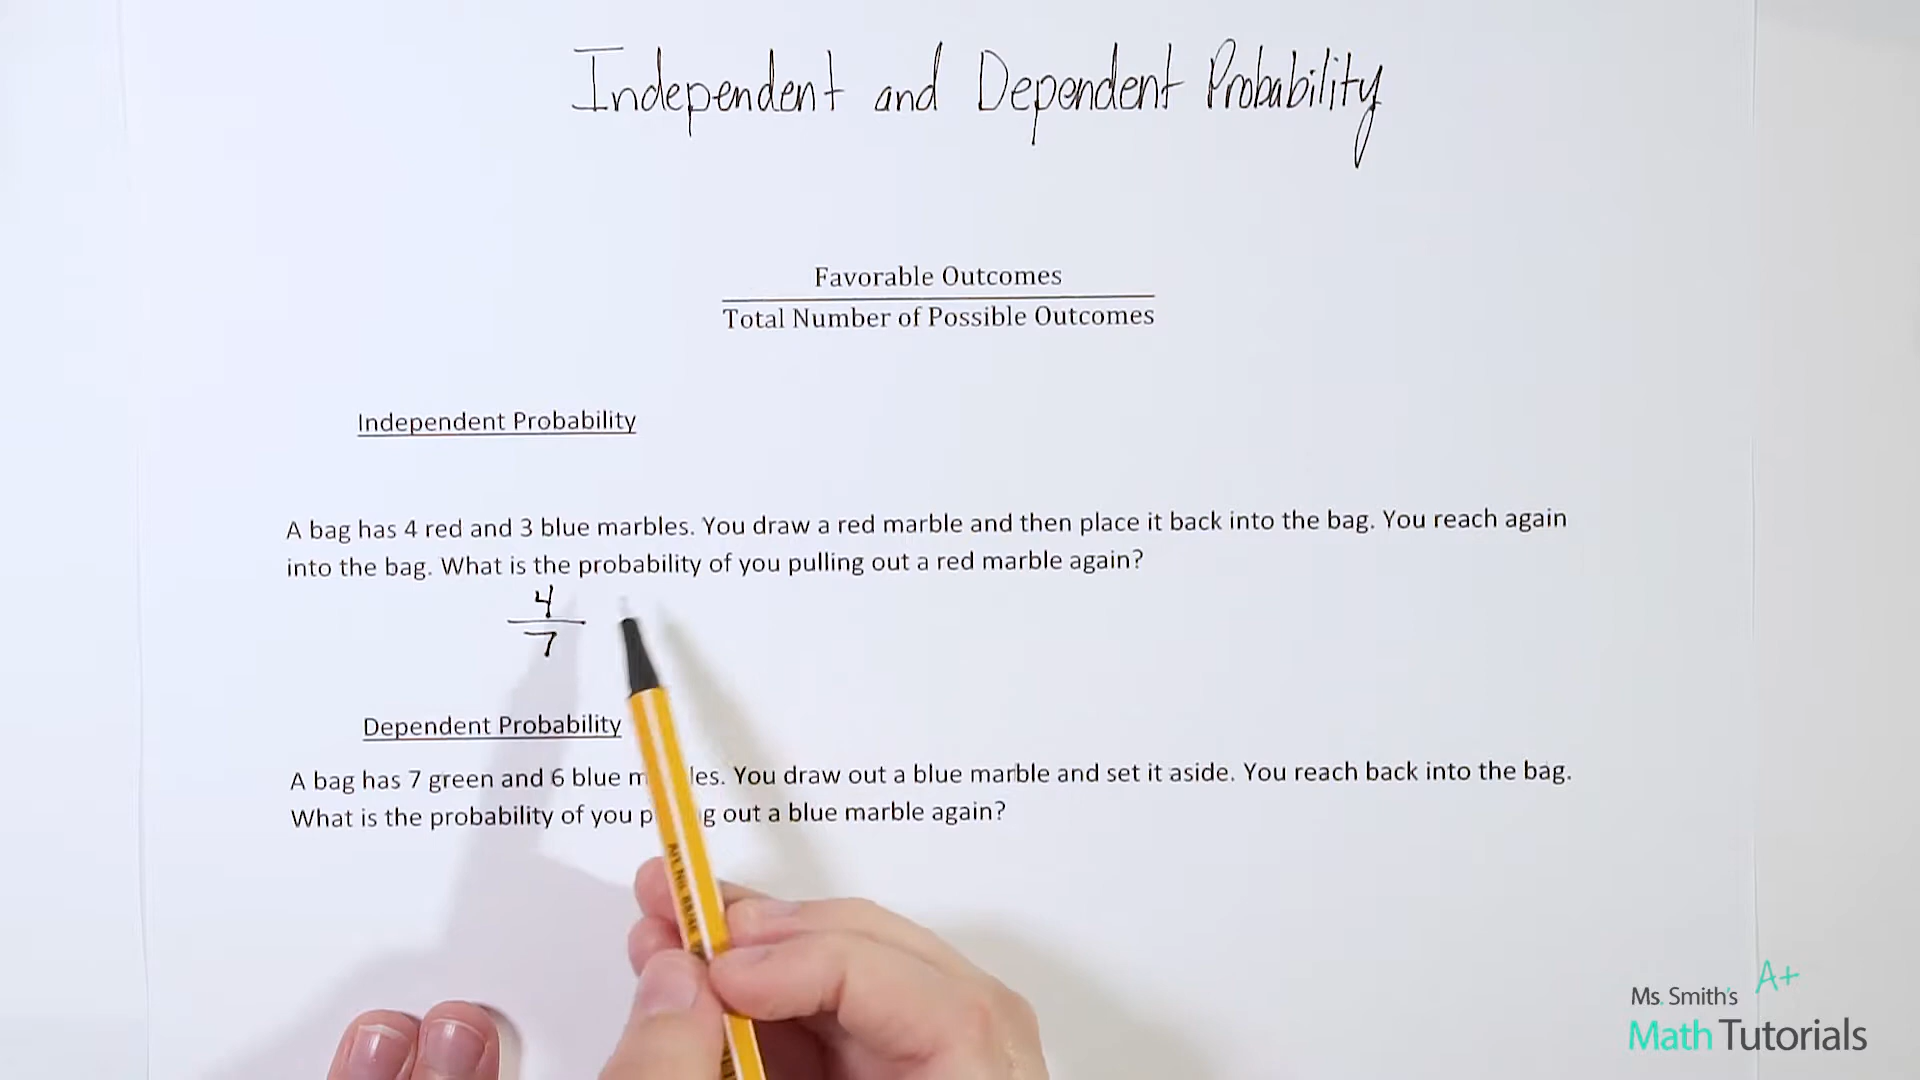 Independent and Dependent Probability
Favorable Outcomes
Total Number of Possible Outcomes
Independent Probability
A bag has 4 red and 3 blue marbles. You draw a red marble and then place it back into the bag. You reach again
into the bag. What is the probability of you pulling out a red marble again?
4
7
Dependent Probability
A bag has 7 green and 6 blue les. You draw out a blue marble and set it aside. You reach back into the bag.
What is the probability of you p g out a blue marble again?
A+
Ms. Smith's
Math Tutorials